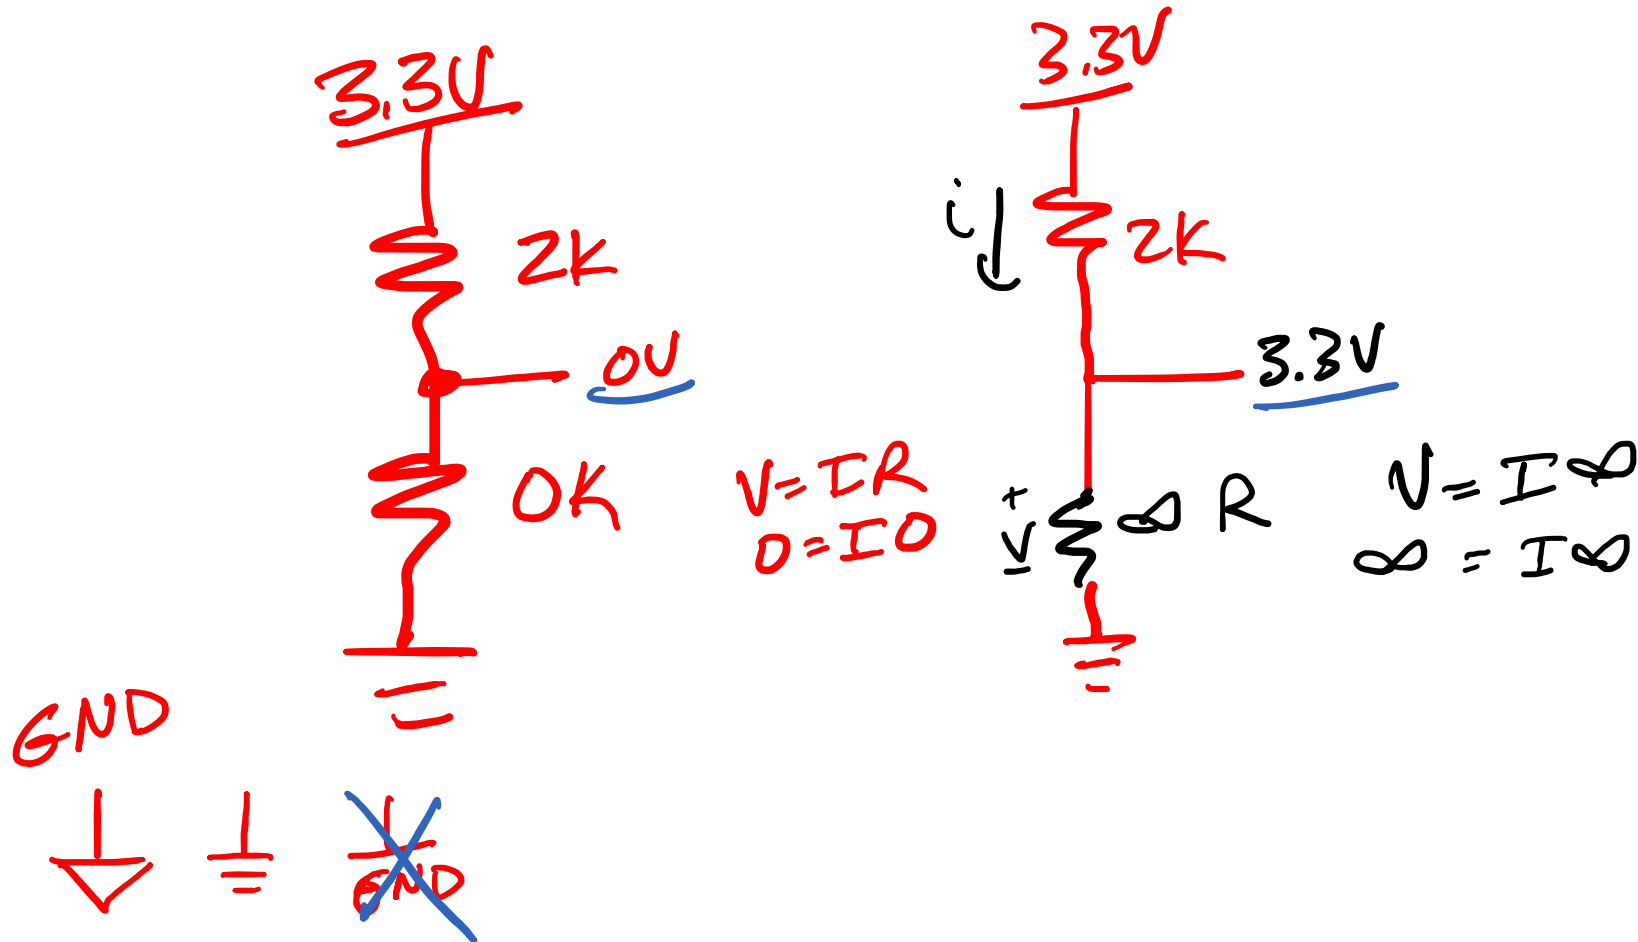 3.3V
2K
0V
0K
V=IR
0=I0
GND
GND
3.3V
i
2K
3.3V
+
V
-
∞ R
V=I∞
∞=I∞